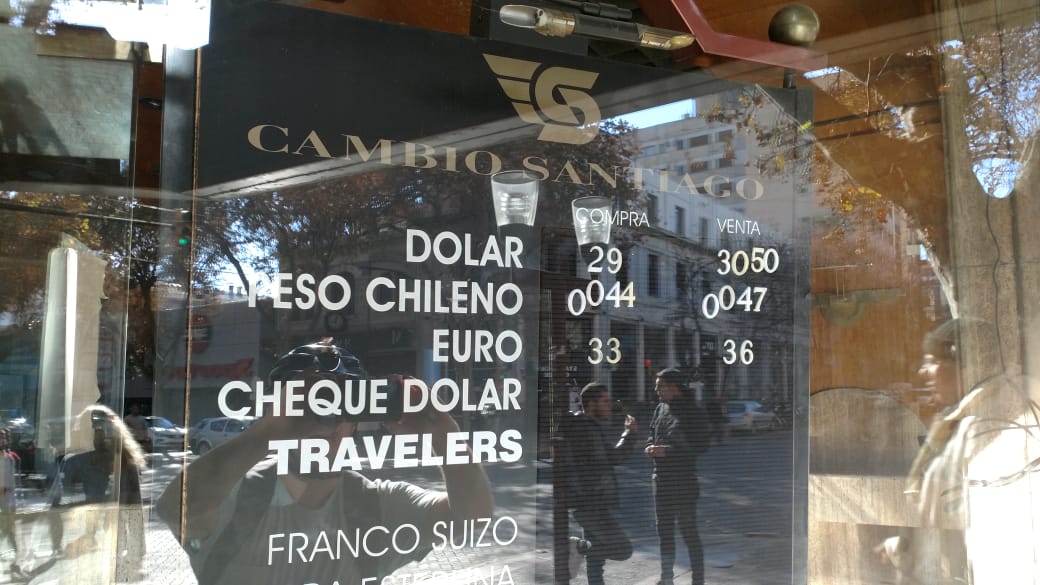 CAMBIO SANTIAGO
COMPRA VENTA
DOLAR 29 3050
PESO CHILENO 0044 0047
EURO 33 36
CHEQUE DOLAR
TRAVELERS
FRANCO SUIZO